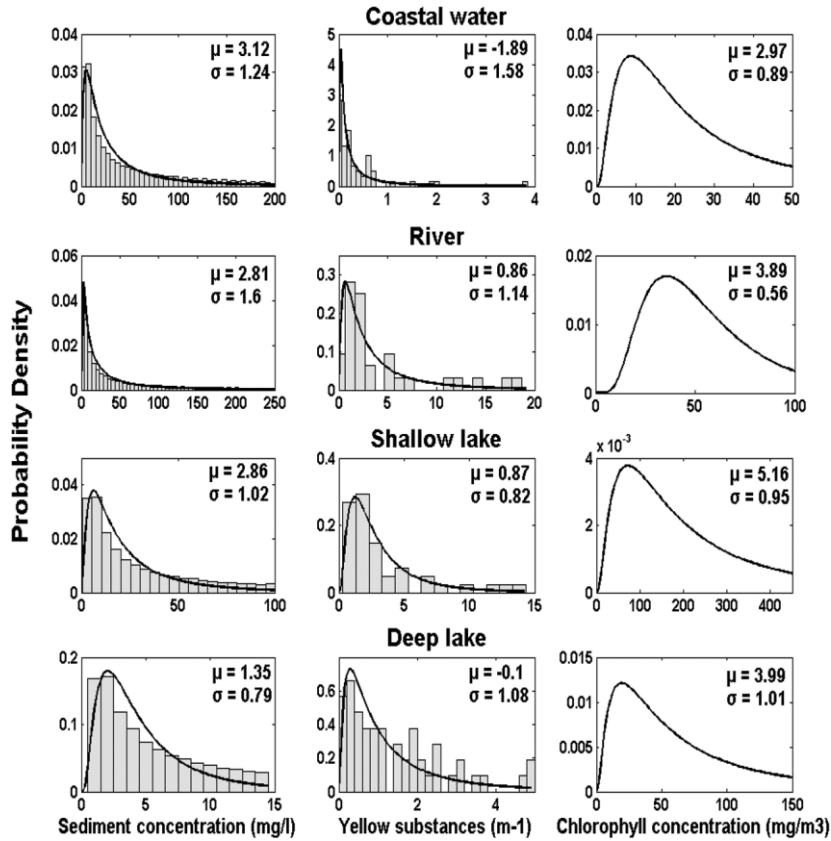 Coastal water
0.04
0.03
0.02
0.01
0
0 50 100 150 200
μ = 3.12
σ = 1.24
5
4
3
2
1
0
0 1 2 3 4
μ = -1.89
σ = 1.58
0.04
0.03
0.02
0.01
0
0 10 20 30 40 50
μ = 2.97
σ = 0.89
River
0.06
0.04
0.02
0
0 50 100 150 200 250
μ = 2.81
σ = 1.6
0.3
0.2
0.1
0
0 5 10 15 20
μ = 0.86
σ = 1.14
0.02
0.01
0
0 50 100
μ = 3.89
σ = 0.56
Probability Density
Shallow lake
0.06
0.04
0.02
0
0 50 100
μ = 2.86
σ = 1.02
0.4
0.2
0
0 5 10 15
μ = 0.87
σ = 0.82
x 10-3
4
2
0
0 100 200 300 400
μ = 5.16
σ = 0.95
Deep lake
0.2
0.1
0
0 5 10 15
μ = 1.35
σ = 0.79
0.6
0.4
0.2
0
0 2 4
μ = -0.1
σ = 1.08
0.015
0.01
0.005
0
0 50 100 150
μ = 3.99
σ = 1.01
Sediment concentration (mg/l) Yellow substances (m-1) Chlorophyll concentration (mg/m3)